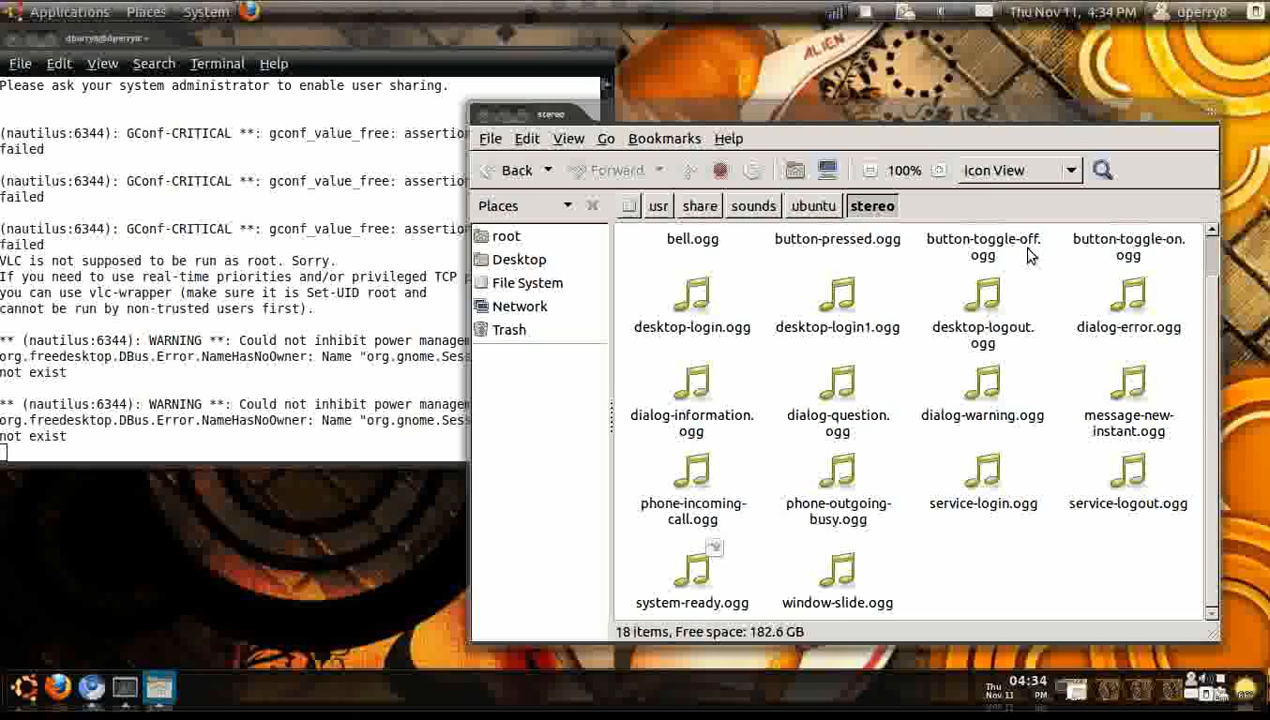 Applications Places System
Thu Nov 11, 4:34 PM dperry8
File Edit View Search Terminal Help
Please ask your system administrator to enable user sharing.
(nautilus:6344): GConf-CRITICAL **: gconf_value_free: assertio
failed
(nautilus:6344): GConf-CRITICAL **: gconf_value_free: assertio
failed
(nautilus:6344): GConf-CRITICAL **: gconf_value_free: assertio
failed
VLC is not supposed to be run as root. Sorry.
If you need to use real-time priorities and/or privileged TCP p
you can use vlc-wrapper (make sure it is Set-UID root and
cannot be run by non-trusted users first).
** (nautilus:6344): WARNING **: Could not inhibit power manage
org.freedesktop.DBus.Error.NameHasNoOwner: Name "org.gnome.Ses
not exist
** (nautilus:6344): WARNING **: Could not inhibit power manage
org.freedesktop.DBus.Error.NameHasNoOwner: Name "org.gnome.Ses
not exist
ALIEN
stereo
File Edit View Go Bookmarks Help
Back Forward 100% Icon View
Places usr share sounds ubuntu stereo
root
Desktop
File System
Network
Trash
bell.ogg button-pressed.ogg button-toggle-off. button-toggle-on.
ogg ogg
desktop-login.ogg desktop-login1.ogg desktop-logout. dialog-error.ogg
ogg
dialog-information. dialog-question. dialog-warning.ogg message-new-
ogg ogg instant.ogg
phone-incoming- phone-outgoing- service-login.ogg service-logout.ogg
call.ogg busy.ogg
system-ready.ogg window-slide.ogg
18 items, Free space: 182.6 GB
Thu 04:34
Nov 11 PM